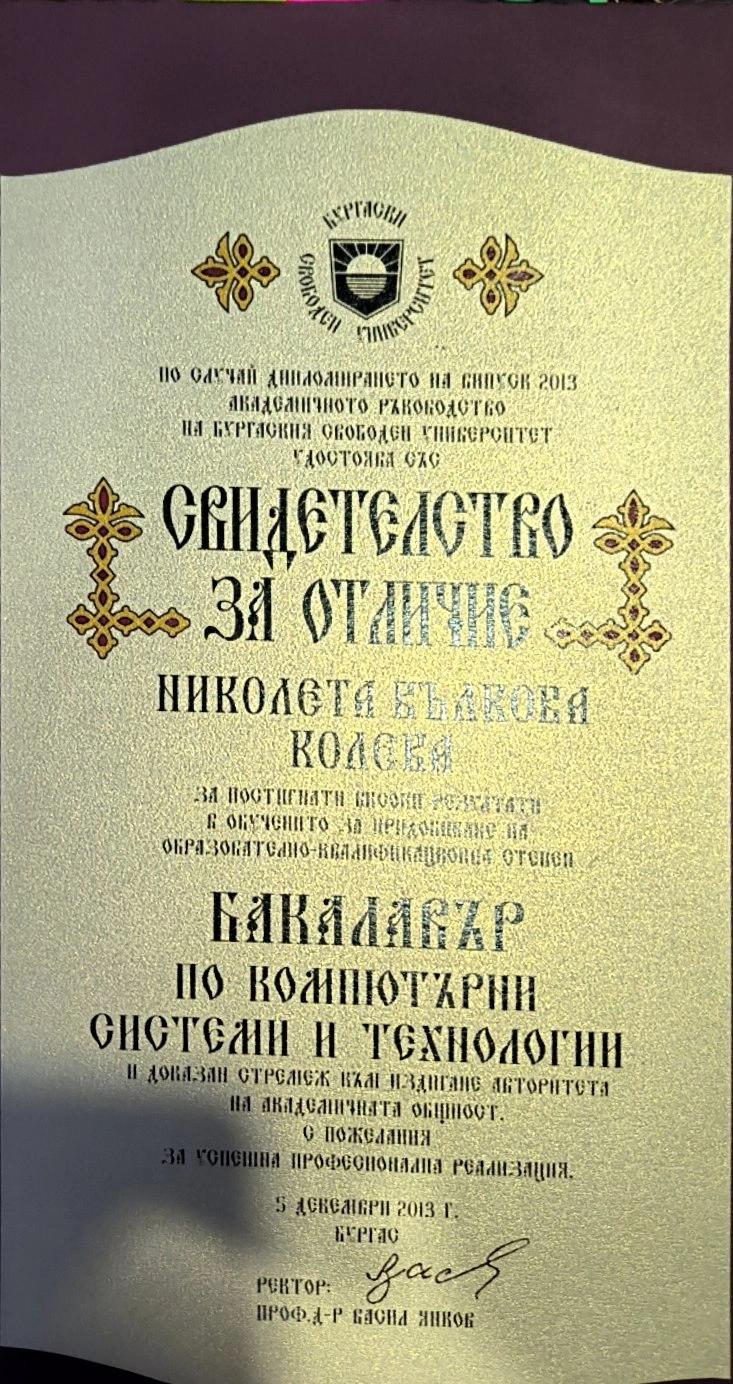 БУРГАСКИ
СВОБОДЕН УНИВЕРСИТЕТ
ПО СЛУЧАЙ ДИПЛОМИРАНЕТО НА ВИПУСК 2013
АКАДЕМИЧНОТО РЪКОВОДСТВО
НА БУРГАСКИЯ СВОБОДЕН УНИВЕРСИТЕТ
УДОСТОЯВА СЪС
СВИДЕТЕЛСТВО
ЗА ОТЛИЧИЕ
НИКОЛЕТА ВЪЛКОВА
КОЛЕВА
ЗА ПОСТИГНАТИ ВИСОКИ РЕЗУЛТАТИ
В ОБУЧЕНИТО ЗА ПРИДОБИВАНЕ НА
ОБРАЗОВАТЕЛНО-КВАЛИФИКАЦИОННА СТЕПЕН
БАКАЛАВЪР
ПО КОМПЮТЪРНИ
СИСТЕМИ И ТЕХНОЛОГИИ
И ДОКАЗАН СТРЕМЕЖ КЪМ ИЗДИГАНЕ АВТОРИТЕТА
НА АКАДЕМИЧНАТА ОБЩНОСТ.
С ПОЖЕЛАНИЯ
ЗА УСПЕШНА ПРОФЕСИОНАЛНА РЕАЛИЗАЦИЯ.
5 ДЕКЕМВРИ 2013 Г.
БУРГАС
РЕКТОР:
ПРОФ.Д-Р ВАСИЛ ЯНКОВ